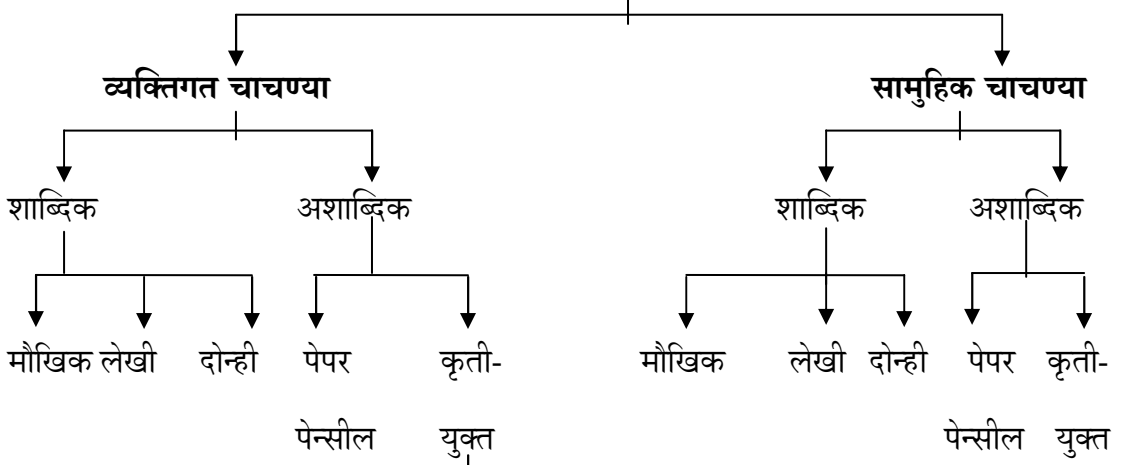 व्यक्तिगत चाचण्या सामुहिक चाचण्या
शाब्दिक अशाब्दिक शाब्दिक अशाब्दिक
मौखिक लेखी दोन्ही पेपर कृती- मौखिक लेखी दोन्ही पेपर कृती-
पेन्सील युक्त पेन्सील युक्त